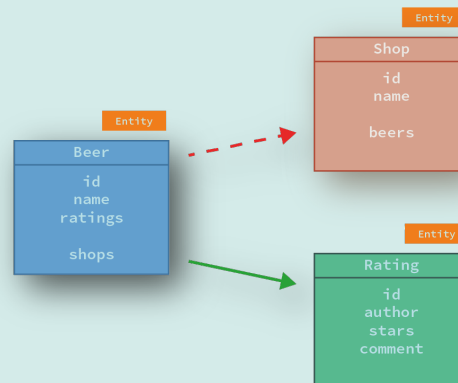 Entity
Beer
id
name
ratings
shops
Entity
Shop
id
name
beers
Entity
Rating
id
author
stars
comment